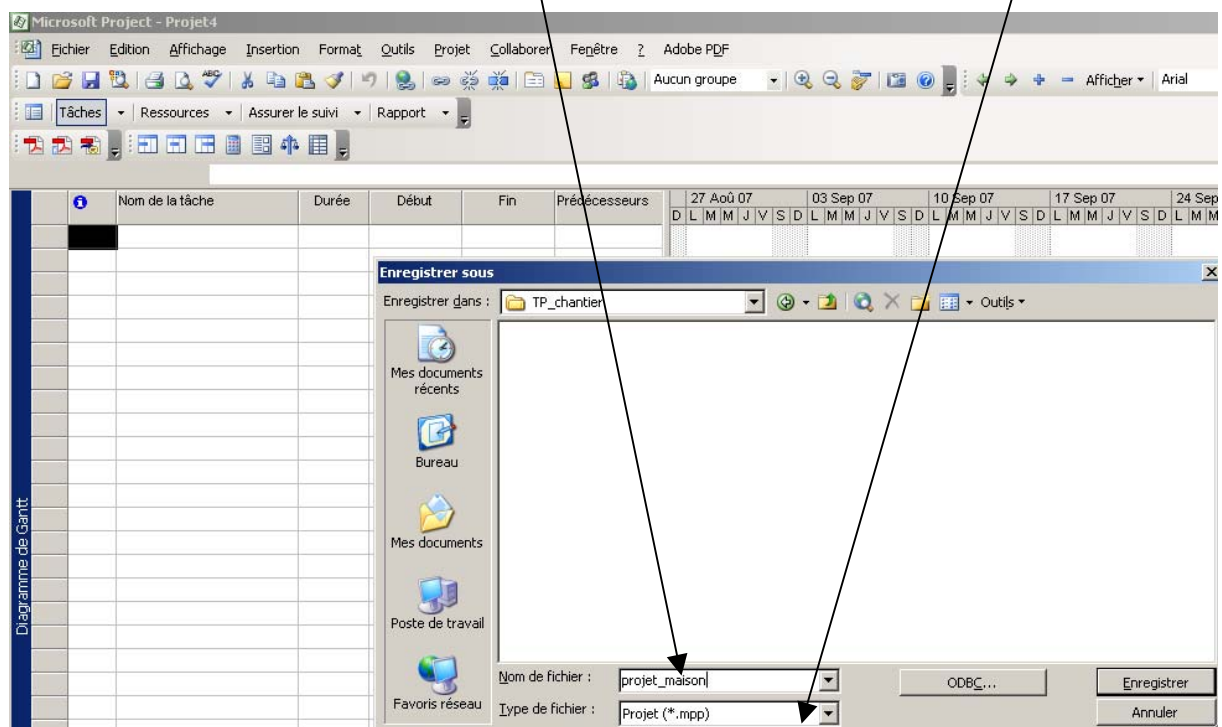 Microsoft Project - Projet4
Fichier Edition Affichage Insertion Format Outils Projet Collaborer Fenêtre ? Adobe PDF
Aucun groupe Afficher Arial
Tâches Ressources Assurer le suivi Rapport
Nom de la tâche Durée Début Fin Prédécesseurs 27 Aoû 07 03 Sep 07 10 Sep 07 17 Sep 07 24 Sep
D L M M J V S D L M M J V S D L M M J V S D L M M J V S D L M M
Enregistrer sous
Enregistrer dans : TP_chantier Outils
Mes documents
récents
Bureau
Mes documents
Poste de travail
Favoris réseau
Nom de fichier : projet_maison ODBC... Enregistrer
Type de fichier : Projet (*.mpp) Annuler
Diagramme de Gantt